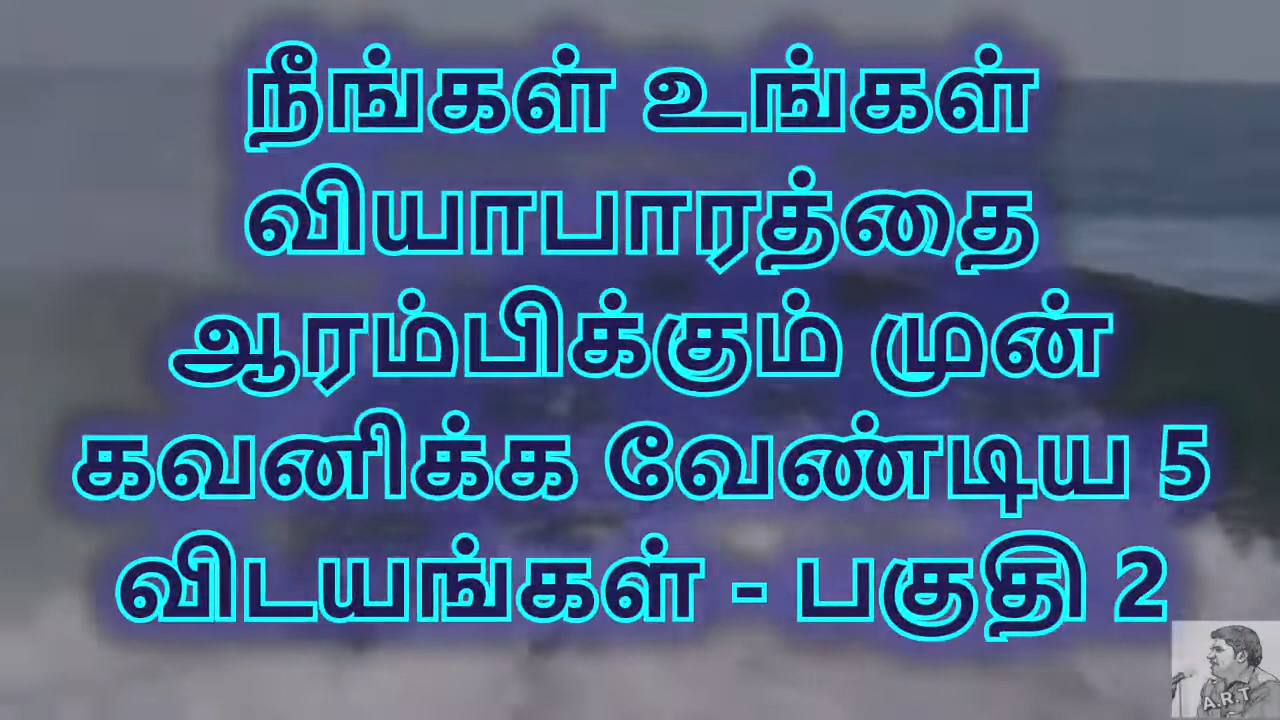 நீங்கள் உங்கள்
வியாபாரத்தை
ஆரம்பிக்கும் முன்
கவனிக்க வேண்டிய 5
விடயங்கள் - பகுதி 2
A.R.T